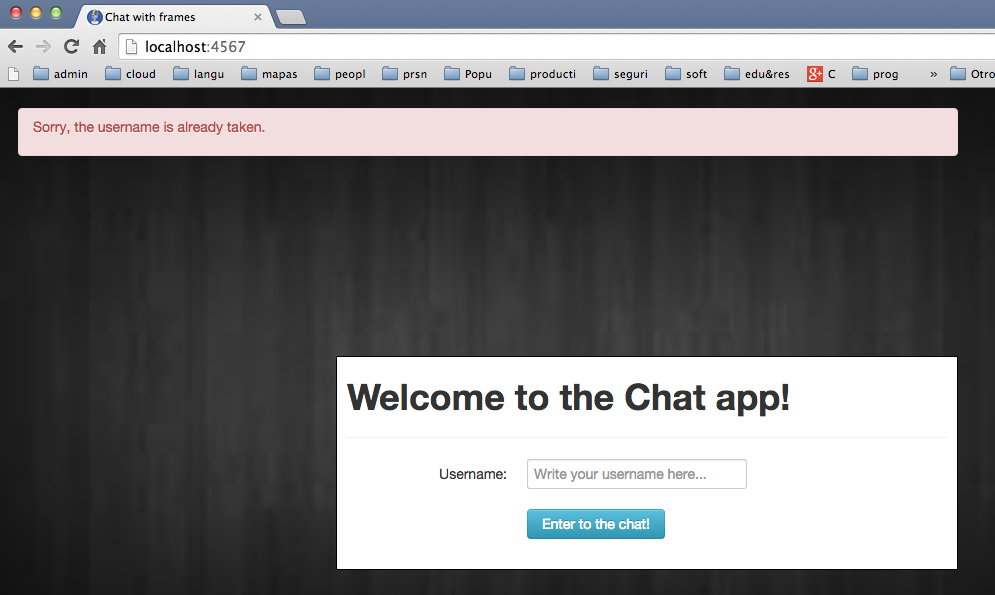 Chat with frames
localhost:4567
admin cloud langu mapas peopl prsn Popu producti seguri soft edu&res g+ C prog » Otro
Sorry, the username is already taken.
Welcome to the Chat app!
Username: Write your username here...
Enter to the chat!